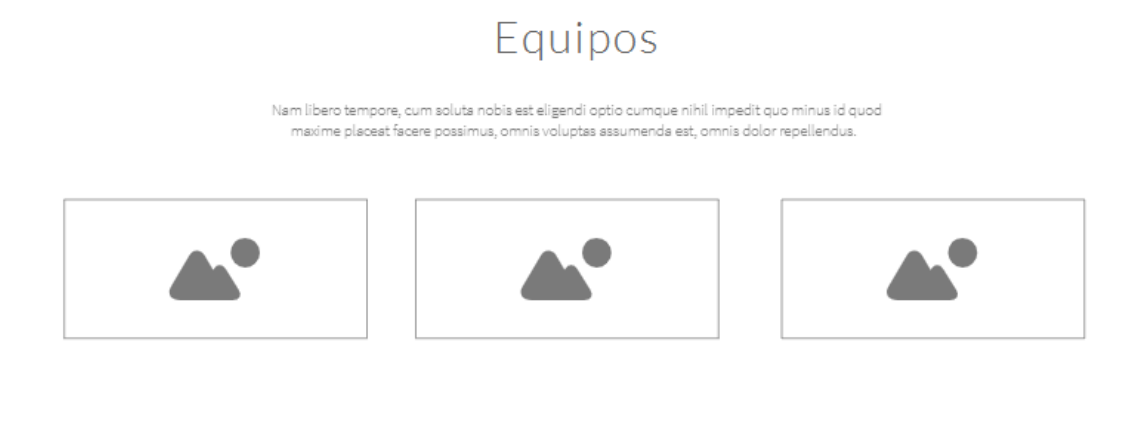 Equipos
Nam libero tempore, cum soluta nobis est eligendi optio cumque nihil impedit quo minus id quod
maxime placeat facere possimus, omnis voluptas assumenda est, omnis dolor repellendus.